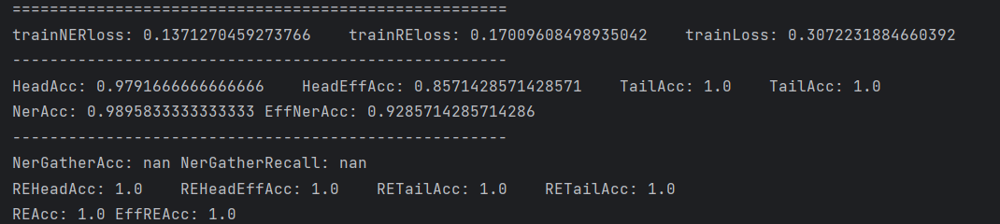 =====================================================
trainNERloss: 0.1371270459273766    trainREloss: 0.17009608498935042    trainLoss: 0.3072231884660392
-----------------------------------------------------
HeadAcc: 0.9791666666666666    HeadEffAcc: 0.8571428571428571    TailAcc: 1.0    TailAcc: 1.0
NerAcc: 0.9895833333333333 EffNerAcc: 0.9285714285714286
-----------------------------------------------------
NerGatherAcc: nan NerGatherRecall: nan
REHeadAcc: 1.0    REHeadEffAcc: 1.0    RETailAcc: 1.0    RETailAcc: 1.0
REAcc: 1.0 EffREAcc: 1.0